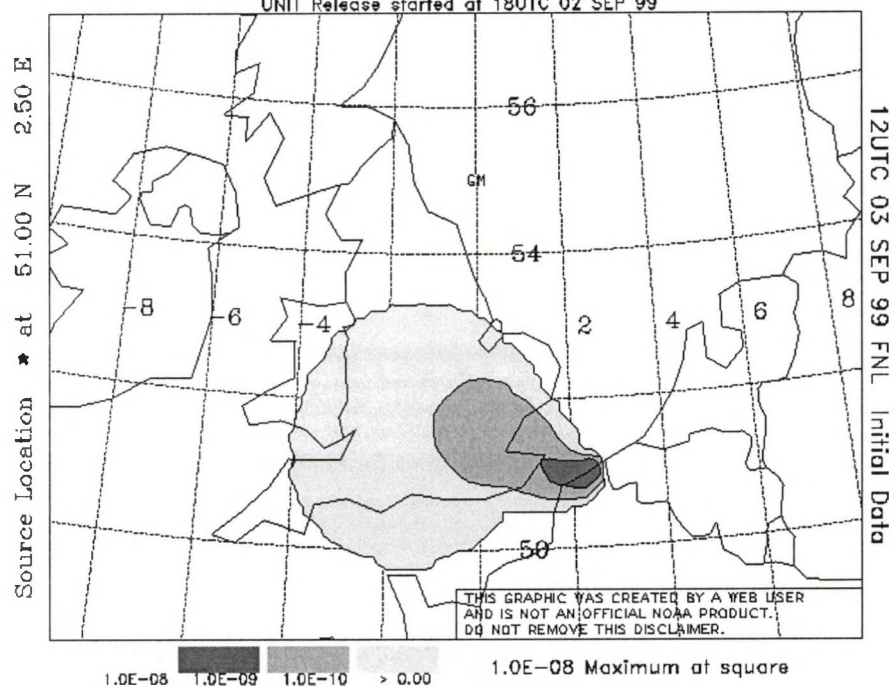 UNIT Release started at 18UTC 02 SEP 99
Source Location * at 51.00 N 2.50 E
56
GM
54
-8
-6
-4
2
4
6
8
50
12UTC 03 SEP 99 FNL Initial Data
THIS GRAPHIC WAS CREATED BY A WEB USER
AND IS NOT AN OFFICIAL NOAA PRODUCT.
DO NOT REMOVE THIS DISCLAIMER.
1.0E-08 1.0E-09 1.0E-10 > 0.00
1.0E-08 Maximum at square